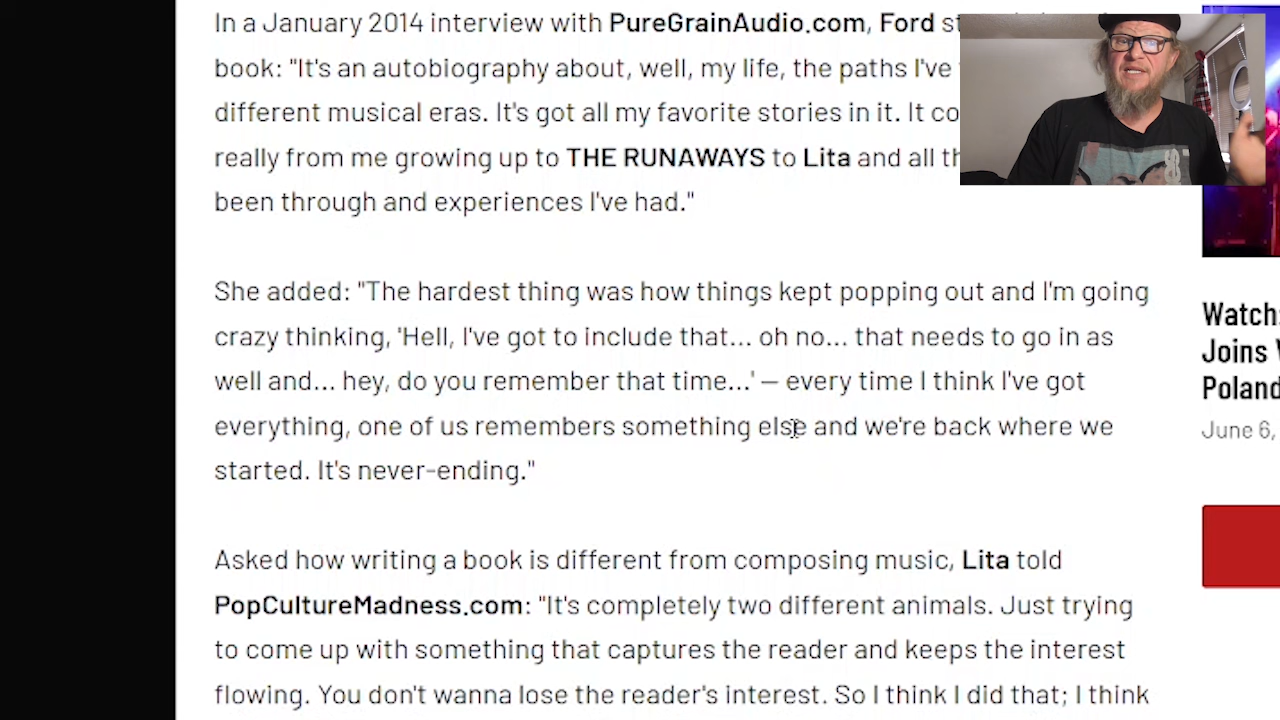 In a January 2014 interview with PureGrainAudio.com, Ford
book: "It's an autobiography about, well, my life, the paths I've
different musical eras. It's got all my favorite stories in it. It
really from me growing up to THE RUNAWAYS to Lita and all
been through and experiences I've had."
She added: "The hardest thing was how things kept popping out and I'm going
crazy thinking, 'Hell, I've got to include that... oh no... that needs to go in as
well and... hey, do you remember that time...' – every time I think I've got
everything, one of us remembers something else and we're back where we
started. It's never-ending."
Asked how writing a book is different from composing music, Lita told
PopCultureMadness.com: "It's completely two different animals. Just trying
to come up with something that captures the reader and keeps the interest
flowing. You don't wanna lose the reader's interest. So I think I did that; I think
Watch:
Joins
Poland
June 6,